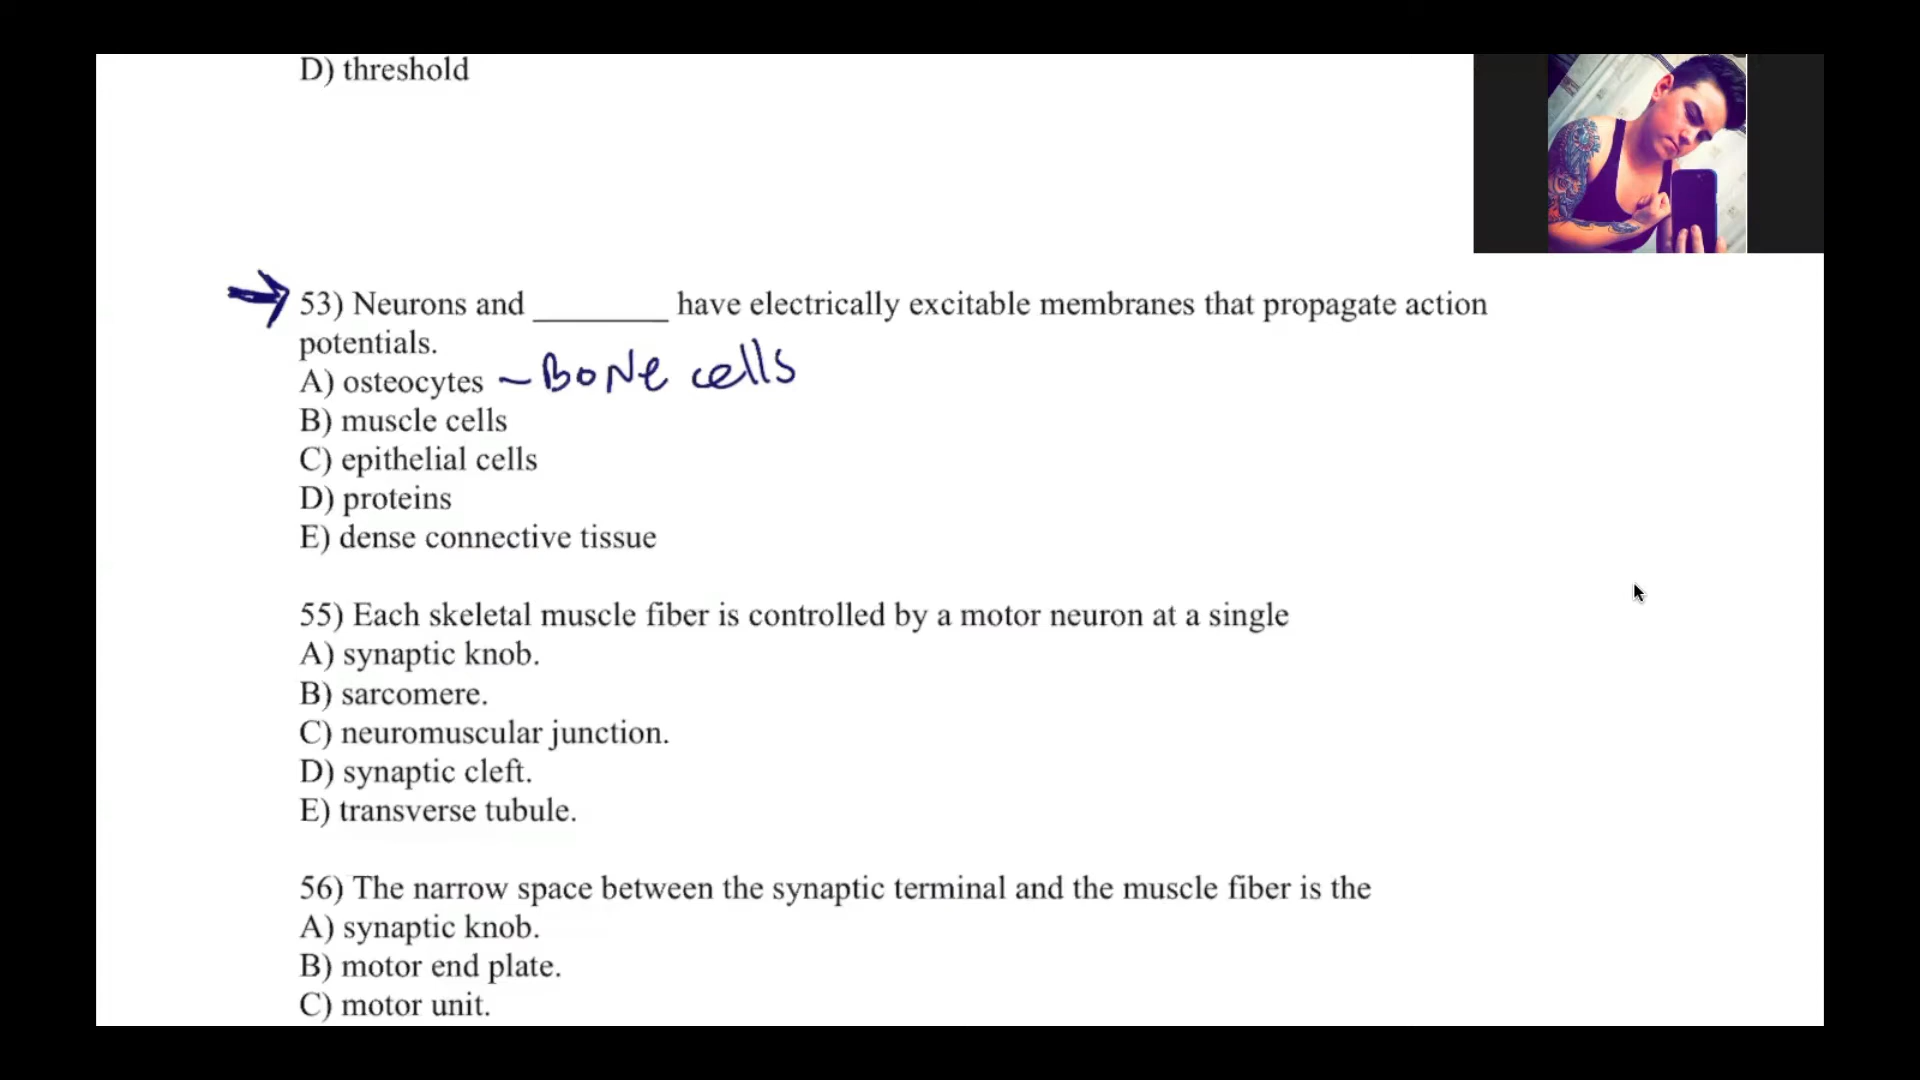 D) threshold
53) Neurons and ________ have electrically excitable membranes that propagate action
potentials.
A) osteocytes ~ BoNe cells
B) muscle cells
C) epithelial cells
D) proteins
E) dense connective tissue
55) Each skeletal muscle fiber is controlled by a motor neuron at a single
A) synaptic knob.
B) sarcomere.
C) neuromuscular junction.
D) synaptic cleft.
E) transverse tubule.
56) The narrow space between the synaptic terminal and the muscle fiber is the
A) synaptic knob.
B) motor end plate.
C) motor unit.